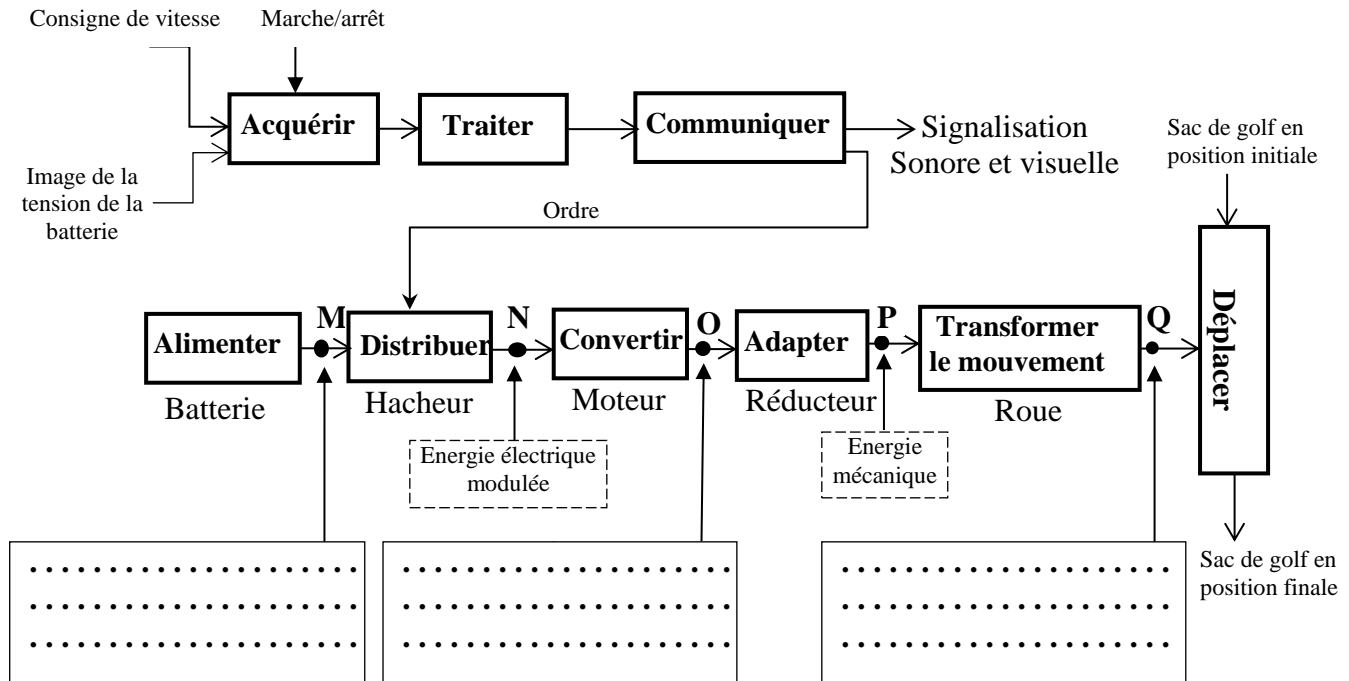 Consigne de vitesse
Marche/arrêt
Acquérir
Traiter
Communiquer
Signalisation
Sonore et visuelle
Sac de golf en
position initiale
Image de la
tension de la
batterie
Ordre
M
N
O
P
Q
Alimenter
Distribuer
Convertir
Adapter
Transformer
le mouvement
Déplacer
Batterie
Hacheur
Moteur
Réducteur
Roue
Energie électrique
modulée
Energie
mécanique
Sac de golf en
position finale